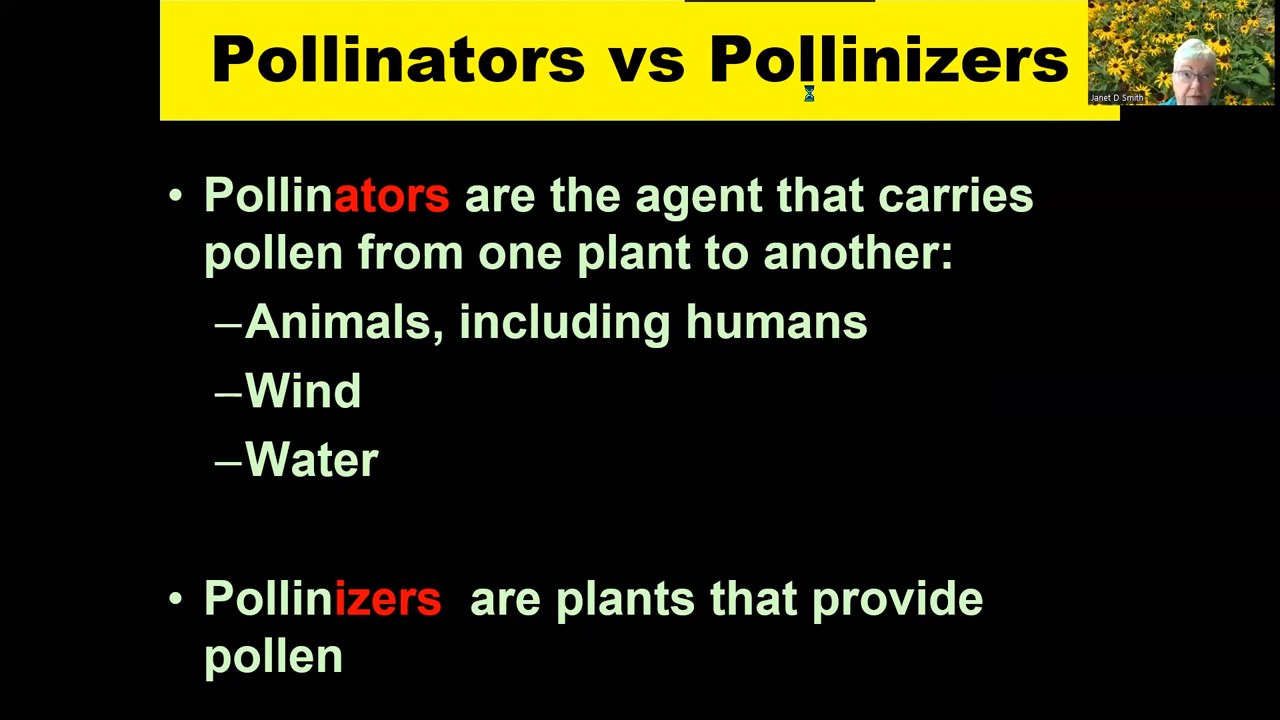 Pollinators vs Pollinizers
Janet D Smith
• Pollinators are the agent that carries
pollen from one plant to another:
–Animals, including humans
–Wind
–Water
• Pollinizers are plants that provide
pollen